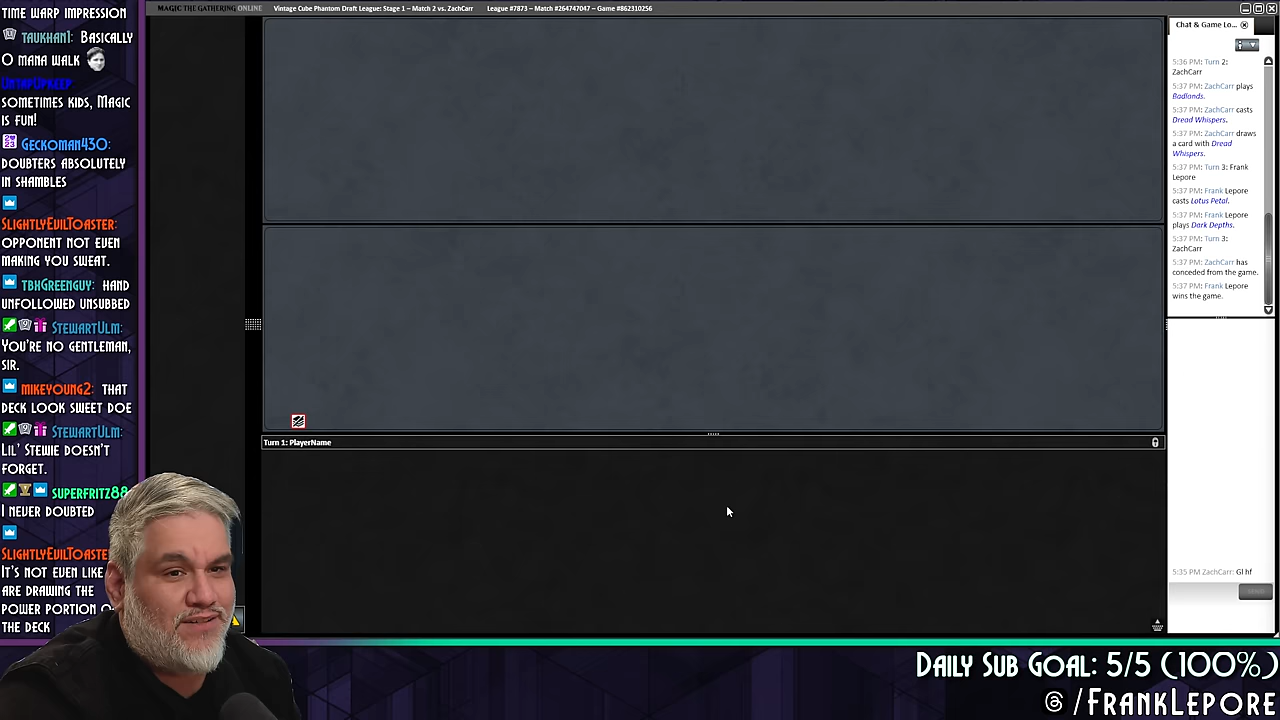 TIME WARP IMPRESSION
TAUKHAN1: BASICALLY
0 MANA WALK
UNTAPUPKEEP:
SOMETIMES KIDS, MAGIC
IS FUN!
GECKOMAN430:
DOUBTERS ABSOLUTELY
IN SHAMBLES
SLIGHTLYEVILTOASTER:
OPPONENT NOT EVEN
MAKING YOU SWEAT.
TBHGREENGUY: HAND
UNFOLLOWED UNSUBBED
STEWARTULM:
YOU'RE NO GENTLEMAN,
SIR.
MIKEYOUNG2: THAT
DECK LOOK SWEET DOE
STEWARTULM:
LIL' STEWIE DOESN'T
FORGET.
SUPERFRITZ88
I NEVER DOUBTED
SLIGHTLYEVILTOASTE
IT'S NOT EVEN LIKE
ARE DRAWING THE
POWER PORTION O
THE DECK
MAGIC THE GATHERING ONLINE
Vintage Cube Phantom Draft League: Stage 1 – Match 2 vs. ZachCarr
League #7873 – Match #264747047 – Game #862310256
Turn 1: PlayerName
Chat & Game Lo...
5:36 PM: Turn 2:
ZachCarr
5:37 PM: ZachCarr plays
Badlands.
5:37 PM: ZachCarr casts
Dread Whispers.
5:37 PM: ZachCarr draws
a card with Dread
Whispers.
5:37 PM: Turn 3: Frank
Lepore
5:37 PM: Frank Lepore
casts Lotus Petal.
5:37 PM: Frank Lepore
plays Dark Depths.
5:37 PM: Turn 3:
ZachCarr
5:37 PM: ZachCarr has
conceded from the game.
5:37 PM: Frank Lepore
wins the game.
5:35 PM ZachCarr: Gl hf
SEND
DAILY SUB GOAL: 5/5 (100%)
/FRANKLEPORE